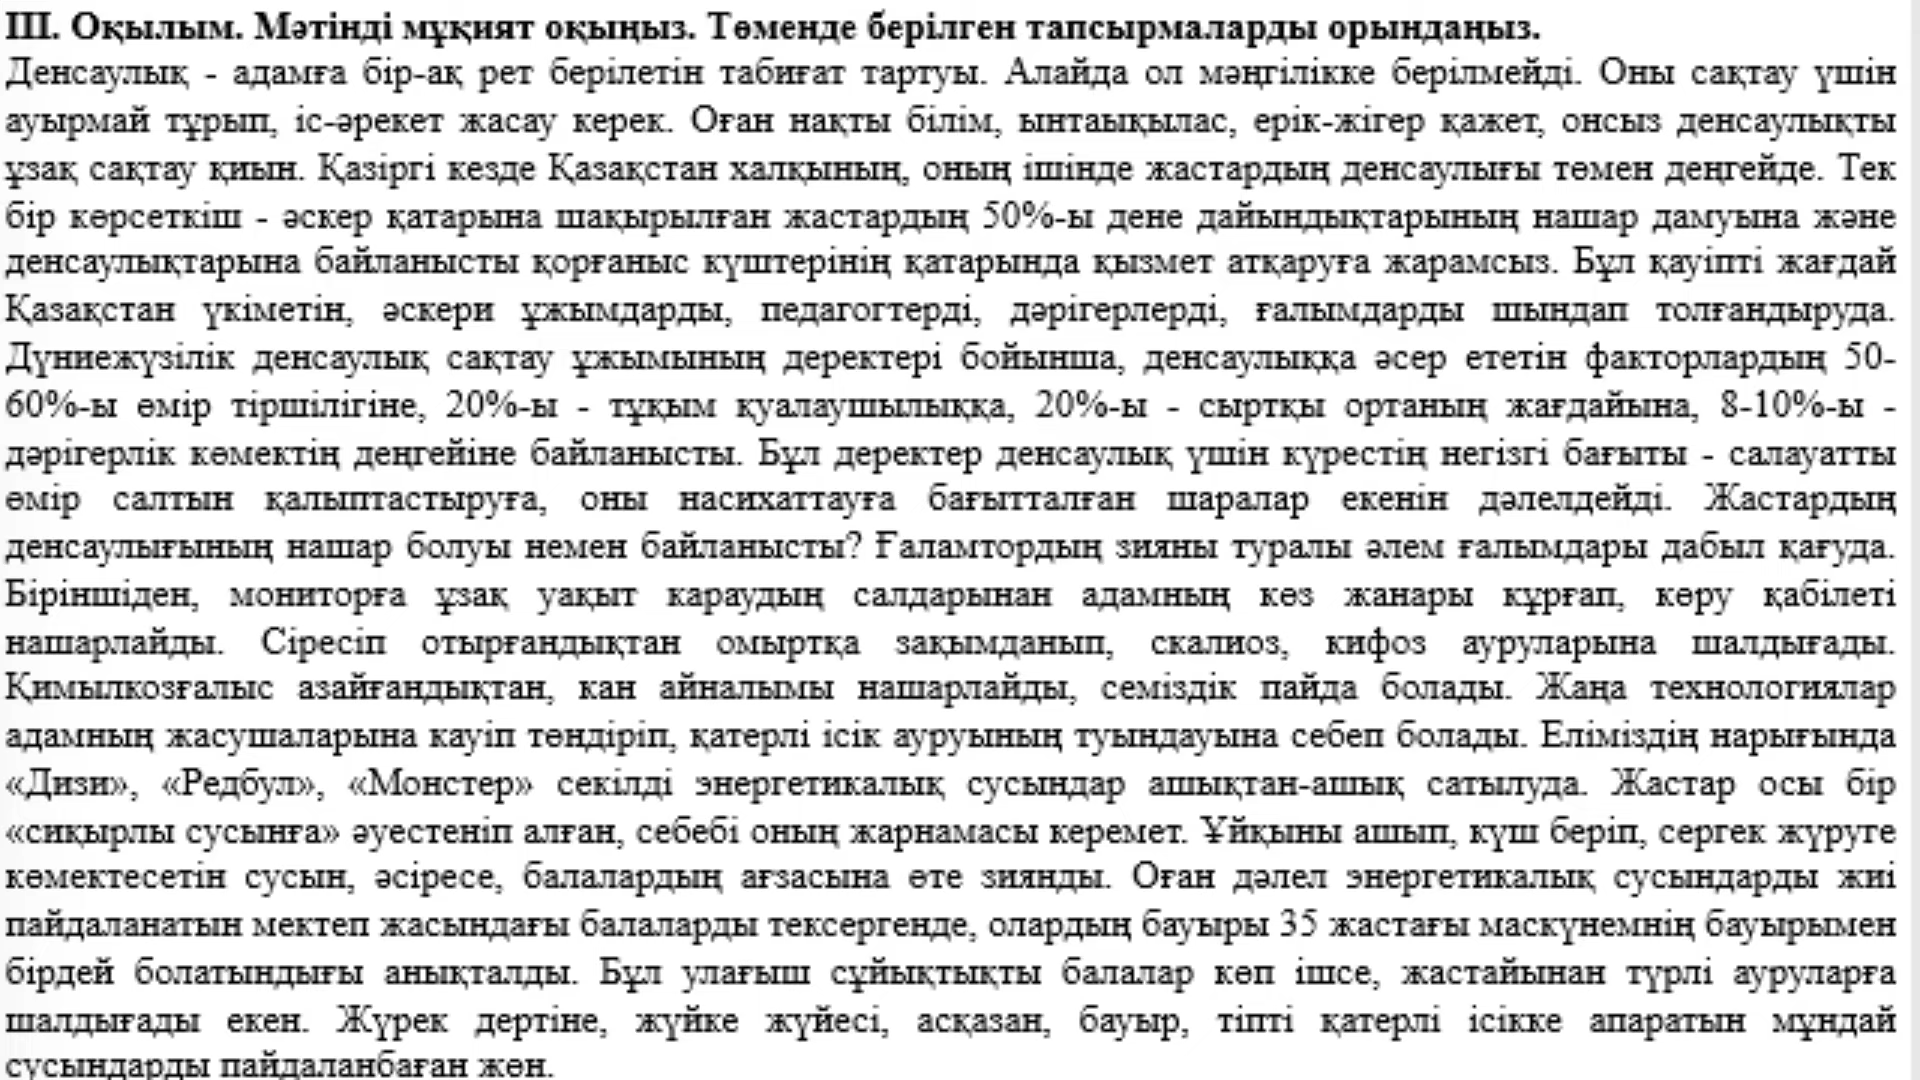 III. Оқылым. Мәтінді мұқият оқыңыз. Төменде берілген тапсырмаларды орындаңыз.
Денсаулық - адамға бір-ақ рет берілетін табиғат тартуы. Алайда ол мәңгілікке берілмейді. Оны сақтау үшін
ауырмай тұрып, іс-әрекет жасау керек. Оған нақты білім, ынтаықылас, ерік-жігер қажет, онсыз денсаулықты
ұзақ сақтау қиын. Қазіргі кезде Қазақстан халқының, оның ішінде жастардың денсаулығы төмен деңгейде. Тек
бір көрсеткіш - әскер қатарына шақырылған жастардың 50%-ы дене дайындықтарының нашар дамуына және
денсаулықтарына байланысты қорғаныс күштерінің қатарында қызмет атқаруға жарамсыз. Бұл қауіпті жағдай
Қазақстан үкіметін, әскери ұжымдарды, педагогтерді, дәрігерлерді, ғалымдарды шындап толғандыруда.
Дүниежүзілік денсаулық сақтау ұжымының деректері бойынша, денсаулыққа әсер ететін факторлардың 50-
60%-ы өмір тіршілігіне, 20%-ы - тұқым қуалаушылыққа, 20%-ы - сыртқы ортаның жағдайына, 8-10%-ы -
дәрігерлік көмектің деңгейіне байланысты. Бұл деректер денсаулық үшін күрестің негізгі бағыты - салауатты
өмір салтын қалыптастыруға, оны насихаттауға бағытталған шаралар екенін дәлелдейді. Жастардың
денсаулығының нашар болуы немен байланысты? Ғаламтордың зияны туралы әлем ғалымдары дабыл қағуда.
Біріншіден, мониторға ұзақ уақыт караудың салдарынан адамның көз жанары құрғап, көру қабілеті
нашарлайды. Сіресіп отырғандықтан омыртқа зақымданып, скалиоз, кифоз ауруларына шалдығады.
Қимылкозғалыс азайғандықтан, кан айналымы нашарлайды, семіздік пайда болады. Жаңа технологиялар
адамның жасушаларына кауіп төндіріп, қатерлі ісік ауруының туындауына себеп болады. Еліміздің нарығында
«Дизи», «Редбул», «Монстер» секілді энергетикалық сусындар ашықтан-ашық сатылуда. Жастар осы бір
«сиқырлы сусынға» әуестеніп алған, себебі оның жарнамасы керемет. Ұйқыны ашып, күш беріп, сергек жүруге
көмектесетін сусын, әсіресе, балалардың ағзасына өте зиянды. Оған дәлел энергетикалық сусындарды жиі
пайдаланатын мектеп жасындағы балаларды тексергенде, олардың бауыры 35 жастағы маскүнемнің бауырымен
бірдей болатындығы анықталды. Бұл улағыш сұйықтықты балалар көп ішсе, жастайынан түрлі ауруларға
шалдығады екен. Жүрек дертіне, жүйке жүйесі, асқазан, бауыр, тіпті қатерлі ісікке апаратын мұндай
сусындарды пайдаланбаған жөн.